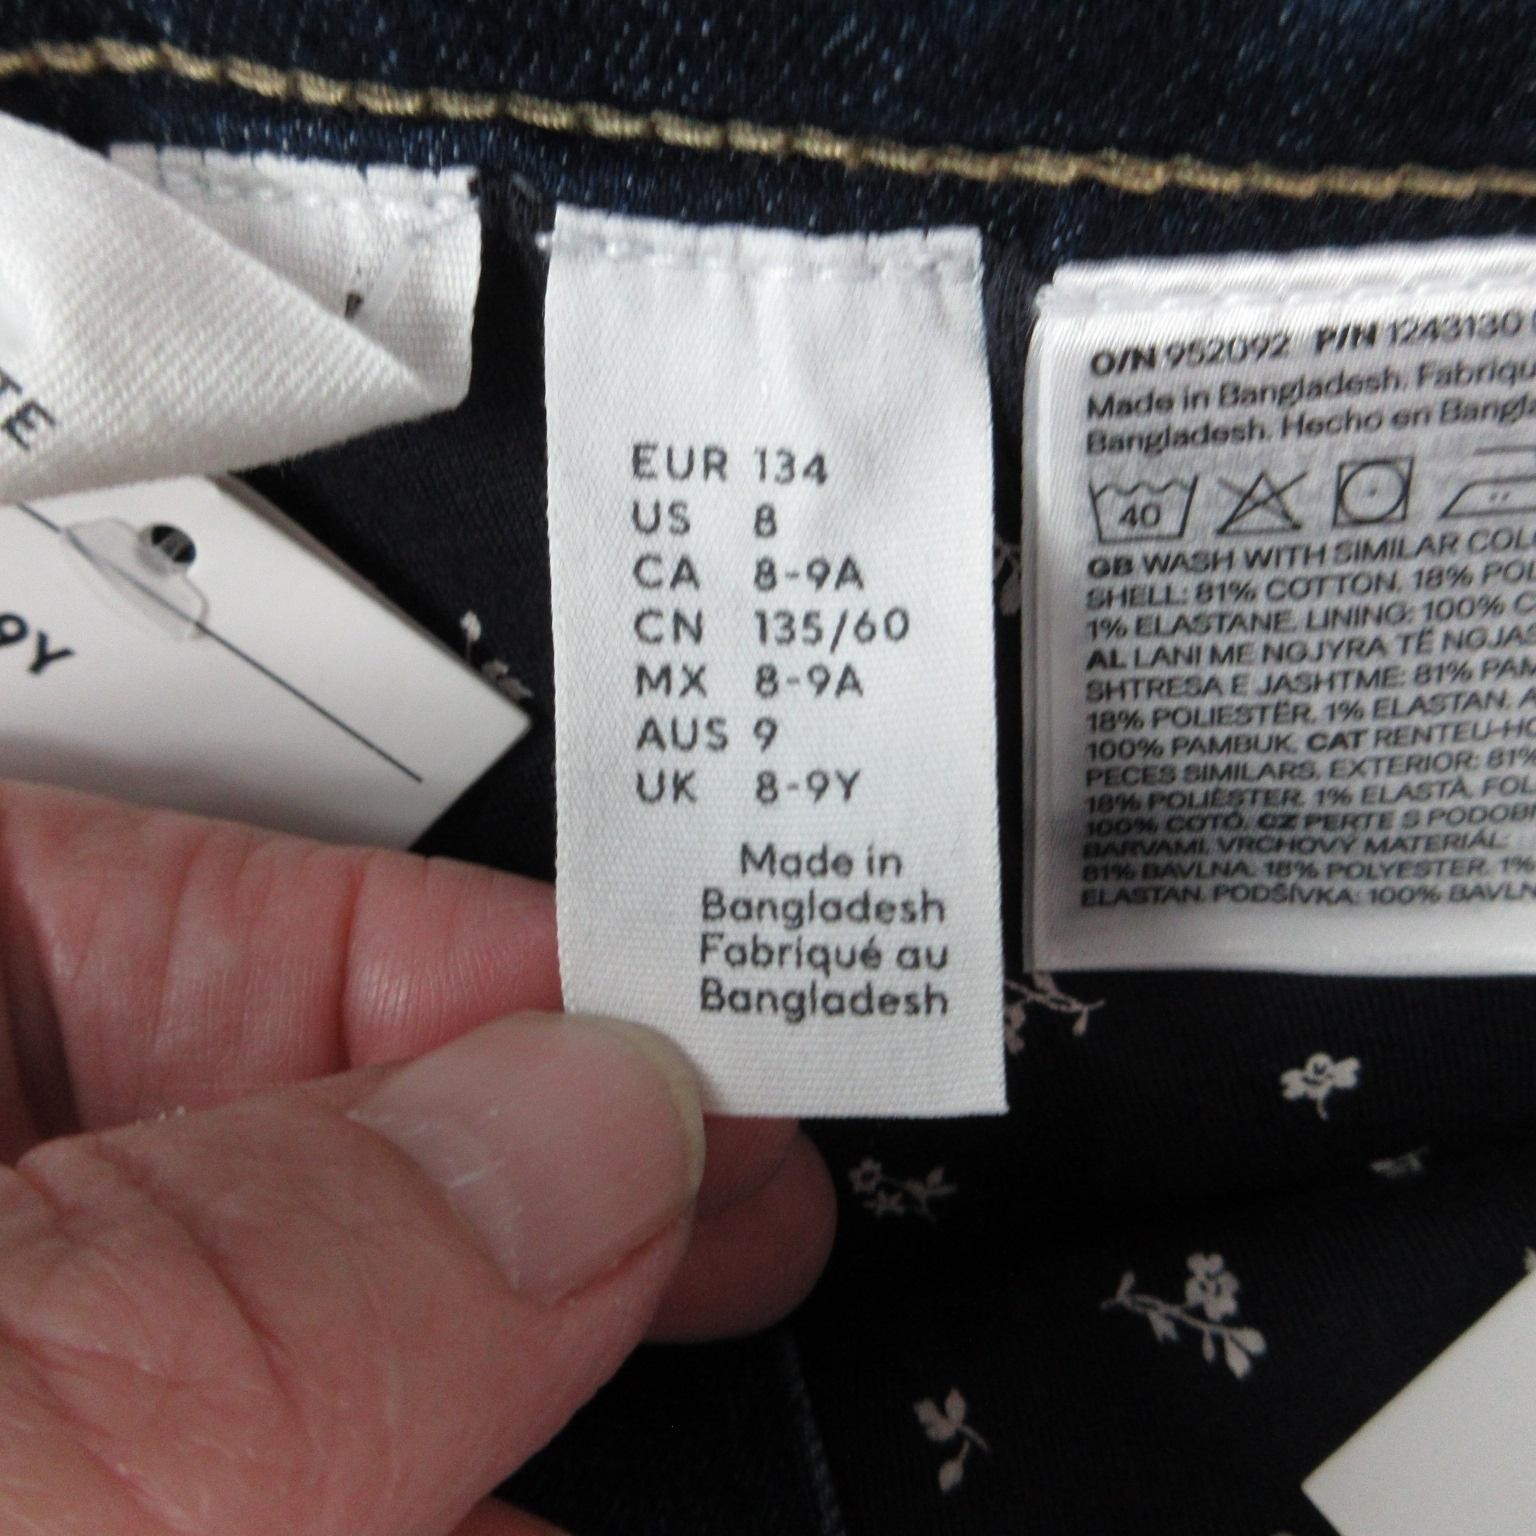 TE
9Y
EUR 134
US 8
CA 8-9A
CN 135/60
MX 8-9A
AUS 9
UK 8-9Y
Made in
Bangladesh
Fabriqué au
Bangladesh
O/N 952092 P/N 1243130
Made in Bangladesh. Fabriqu
Bangladesh. Hecho en Bangl
40
GB WASH WITH SIMILAR COLO
SHELL: 81% COTTON, 18% POL
1% ELASTANE. LINING: 100% C
AL LANI ME NGJYRA TË NGJAS
SHTRESA E JASHTME: 81% PAM
18% POLIESTËR, 1% ELASTAN. A
100% PAMBUK. CAT RENTEU-HO
PECES SIMILARS. EXTERIOR: 81%
18% POLIÈSTER, 1% ELASTÀ. FOL
100% COTÓ. CZ PERTE S PODOBN
BARVAMI. VRCHOVÝ MATERIÁL:
81% BAVLNA, 18% POLYESTER, 1%
ELASTAN. PODŠÍVKA: 100% BAVLN